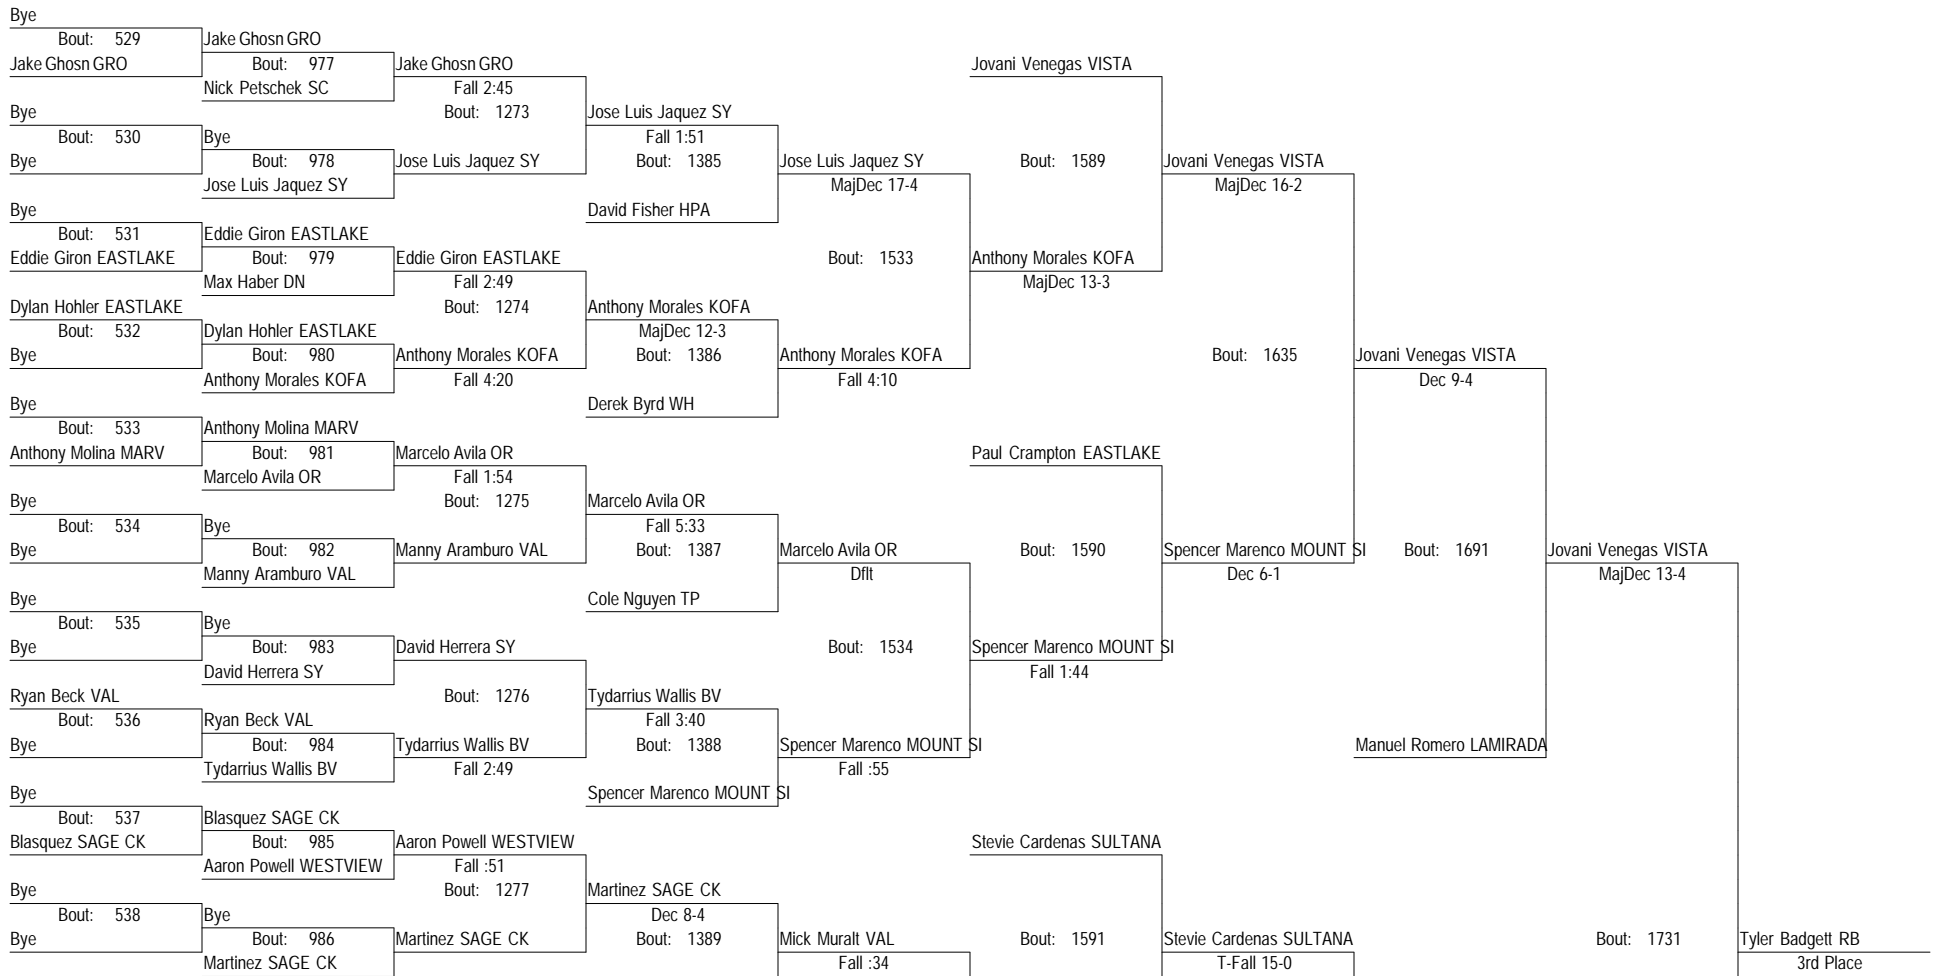 Bye
Bout: 529 Jake Ghosn GRO
Jake Ghosn GRO Bout: 977 Jake Ghosn GRO Jovani Venegas VISTA
Nick Petschek SC Fall 2:45
Bye Bout: 1273 Jose Luis Jaquez SY
Bout: 530 Bye Fall 1:51
Bye Bout: 978 Jose Luis Jaquez SY Bout: 1385 Jose Luis Jaquez SY Bout: 1589 Jovani Venegas VISTA
Jose Luis Jaquez SY MajDec 17-4 MajDec 16-2
Bye David Fisher HPA
Bout: 531 Eddie Giron EASTLAKE
Eddie Giron EASTLAKE Bout: 979 Eddie Giron EASTLAKE Bout: 1533 Anthony Morales KOFA
Max Haber DN Fall 2:49 MajDec 13-3
Dylan Hohler EASTLAKE Bout: 1274 Anthony Morales KOFA
Bout: 532 Dylan Hohler EASTLAKE MajDec 12-3
Bye Bout: 980 Anthony Morales KOFA Bout: 1386 Anthony Morales KOFA Bout: 1635 Jovani Venegas VISTA
Anthony Morales KOFA Fall 4:20 Fall 4:10 Dec 9-4
Bye Derek Byrd WH
Bout: 533 Anthony Molina MARV
Anthony Molina MARV Bout: 981 Marcelo Avila OR Paul Crampton EASTLAKE
Marcelo Avila OR Fall 1:54
Bye Bout: 1275 Marcelo Avila OR
Bout: 534 Bye Fall 5:33
Bye Bout: 982 Manny Aramburo VAL Bout: 1387 Marcelo Avila OR Bout: 1590 Spencer Marenco MOUNT SI Bout: 1691 Jovani Venegas VISTA
Manny Aramburo VAL Dflt Dec 6-1 MajDec 13-4
Bye Cole Nguyen TP
Bout: 535 Bye
Bye Bout: 983 David Herrera SY Bout: 1534 Spencer Marenco MOUNT SI
David Herrera SY Fall 1:44
Ryan Beck VAL Bout: 1276 Tydarrius Wallis BV
Bout: 536 Ryan Beck VAL Fall 3:40
Bye Bout: 984 Tydarrius Wallis BV Bout: 1388 Spencer Marenco MOUNT SI Manuel Romero LAMIRADA
Tydarrius Wallis BV Fall 2:49 Fall :55
Bye Spencer Marenco MOUNT SI
Bout: 537 Blasquez SAGE CK
Blasquez SAGE CK Bout: 985 Aaron Powell WESTVIEW Stevie Cardenas SULTANA
Aaron Powell WESTVIEW Fall :51
Bye Bout: 1277 Martinez SAGE CK
Bout: 538 Bye Dec 8-4
Bye Bout: 986 Martinez SAGE CK Bout: 1389 Mick Muralt VAL Bout: 1591 Stevie Cardenas SULTANA Bout: 1731 Tyler Badgett RB
Martinez SAGE CK Fall :34 T-Fall 15-0 3rd Place